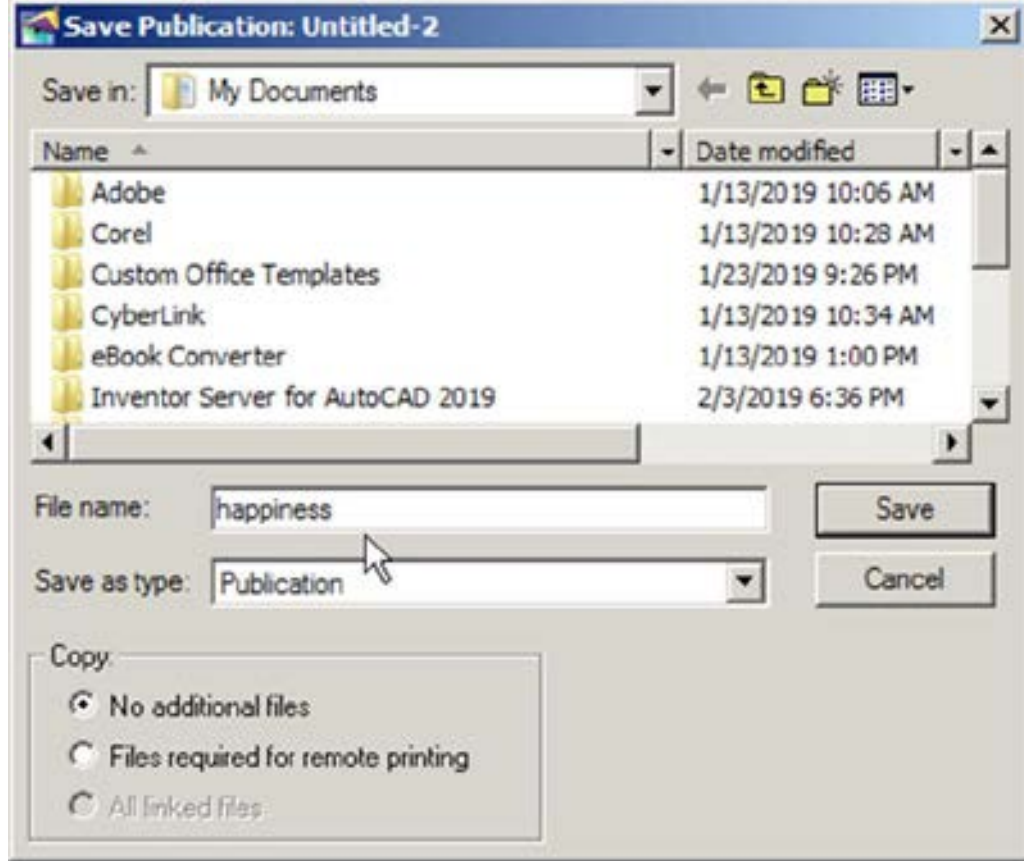 Save Publication: Untitled-2
Save in: My Documents
Name Date modified
Adobe 1/13/2019 10:06 AM
Corel 1/13/2019 10:28 AM
Custom Office Templates 1/23/2019 9:26 PM
CyberLink 1/13/2019 10:34 AM
eBook Converter 1/13/2019 1:00 PM
Inventor Server for AutoCAD 2019 2/3/2019 6:36 PM
File name: happiness Save
Save as type: Publication Cancel
Copy:
No additional files
Files required for remote printing
All linked files